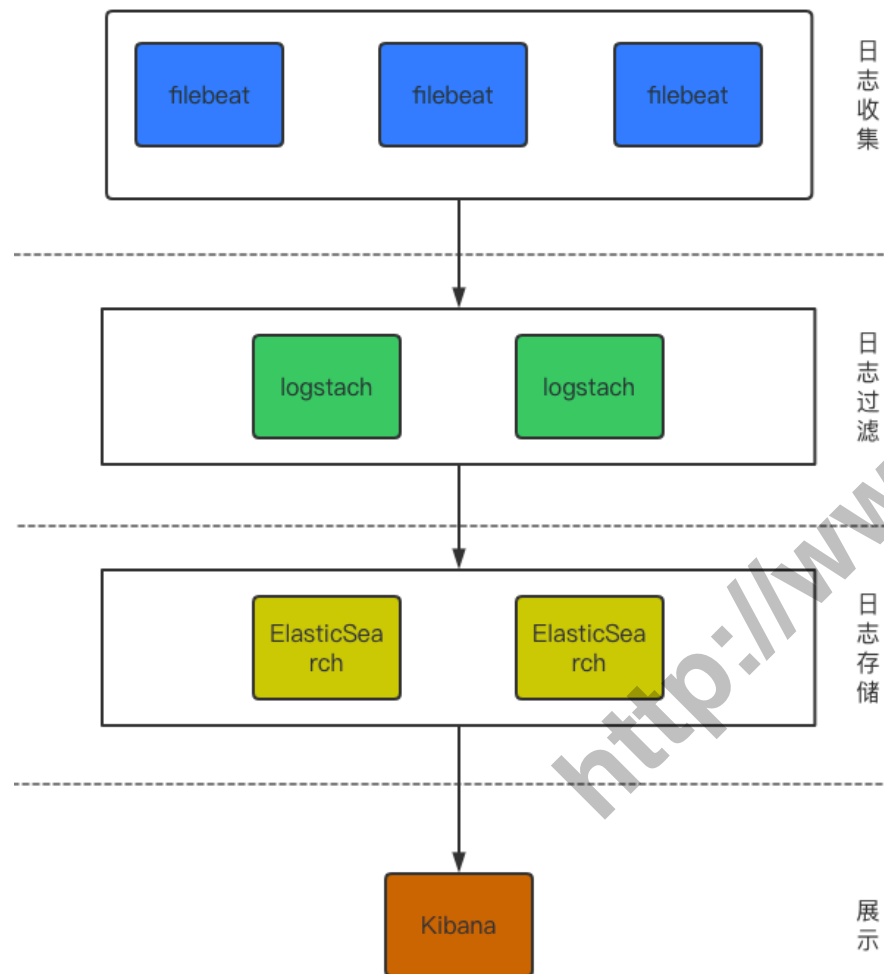 filebeat
filebeat
filebeat
日志收集
logstach
logstach
日志过滤
ElasticSea
rch
ElasticSea
rch
日志存储
http://ww
Kibana
展示